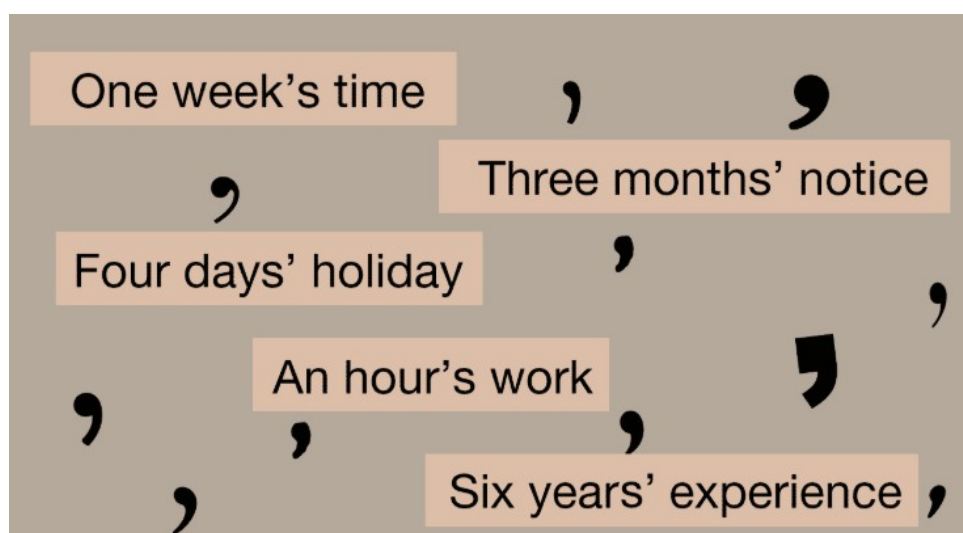 One week’s time
Three months’ notice
Four days’ holiday
An hour’s work
Six years’ experience